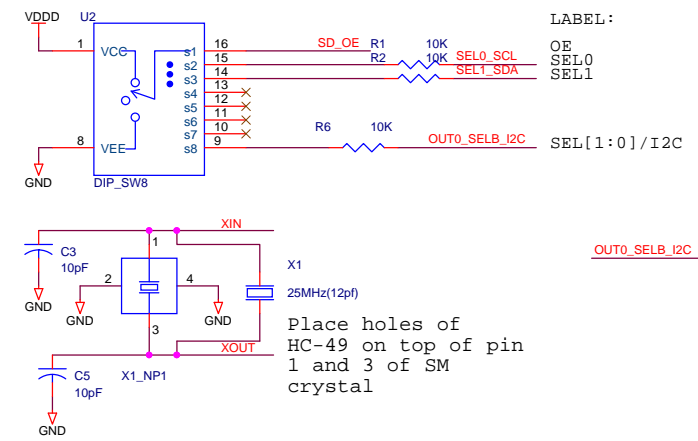 VDDD
U2
LABEL:
1
VCC
s1
16
SD_OE
R1
10K
OE
s2
15
R2
10K
SEL0_SCL
SEL0
s3
14
SEL1_SDA
SEL1
s4
13
s5
12
s6
11
s7
10
R6
10K
8
VEE
s8
9
OUT0_SELB_I2C
SEL[1:0]/I2C
GND
DIP_SW8
XIN
1
C3
10pF
X1
OUT0_SELB_I2C
2
4
25MHz(12pf)
GND
GND
GND
3
Place holes of
HC-49 on top of pin
1 and 3 of SM
crystal
XOUT
C5
10pF
X1_NP1
GND